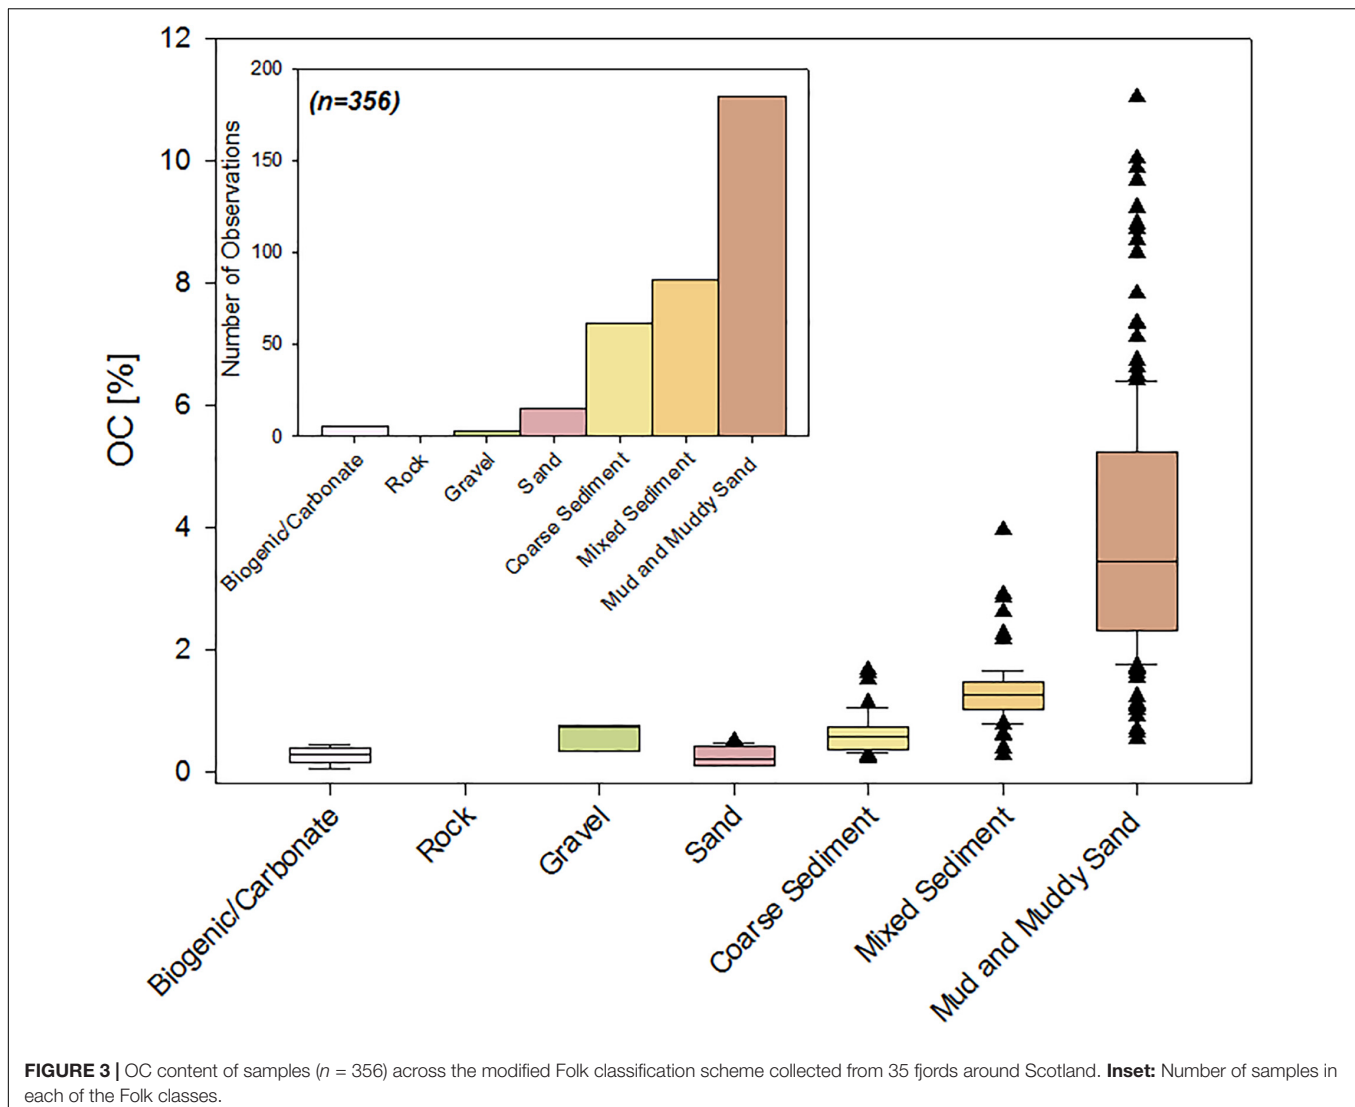 12
10
8
6
4
2
0
OC [%]
200
150
100
50
0
Number of Observations
(n=356)
Biogenic/Carbonate
Rock
Gravel
Sand
Coarse Sediment
Mixed Sediment
Mud and Muddy Sand
Biogenic/Carbonate
Rock
Gravel
Sand
Coarse Sediment
Mixed Sediment
Mud and Muddy Sand
FIGURE 3 | OC content of samples (n = 356) across the modified Folk classification scheme collected from 35 fjords around Scotland. Inset: Number of samples in
each of the Folk classes.